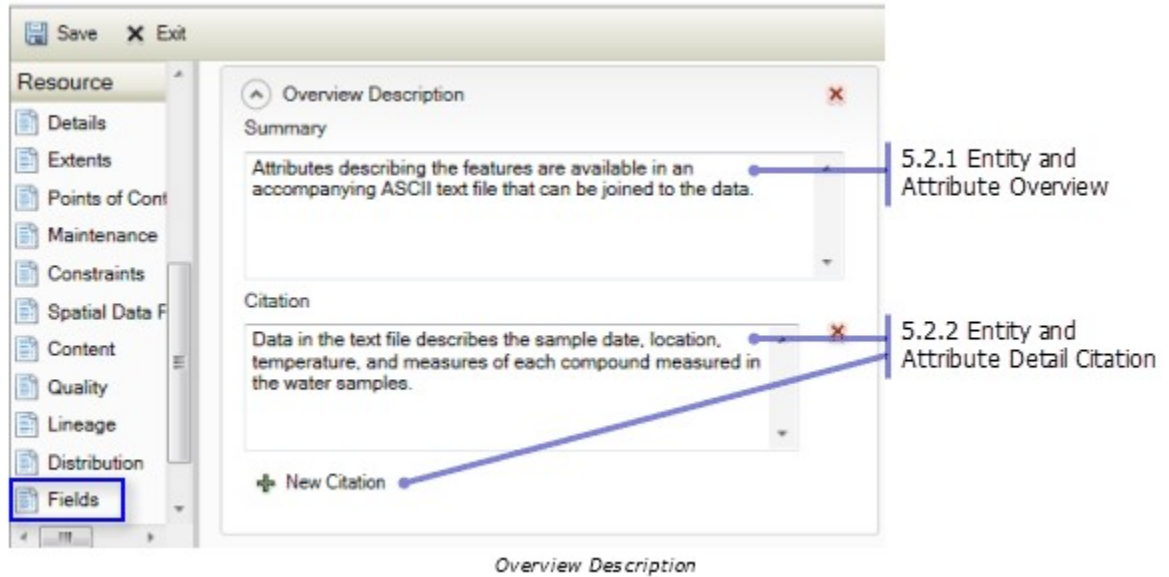 Save Exit
Resource
Details
Extents
Points of Cont
Maintenance
Constraints
Spatial Data F
Content
Quality
Lineage
Distribution
Fields
Overview Description
Summary
Attributes describing the features are available in an
accompanying ASCII text file that can be joined to the data.
Citation
Data in the text file describes the sample date, location,
temperature, and measures of each compound measured in
the water samples.
New Citation
5.2.1 Entity and
Attribute Overview
5.2.2 Entity and
Attribute Detail Citation
Overview Description